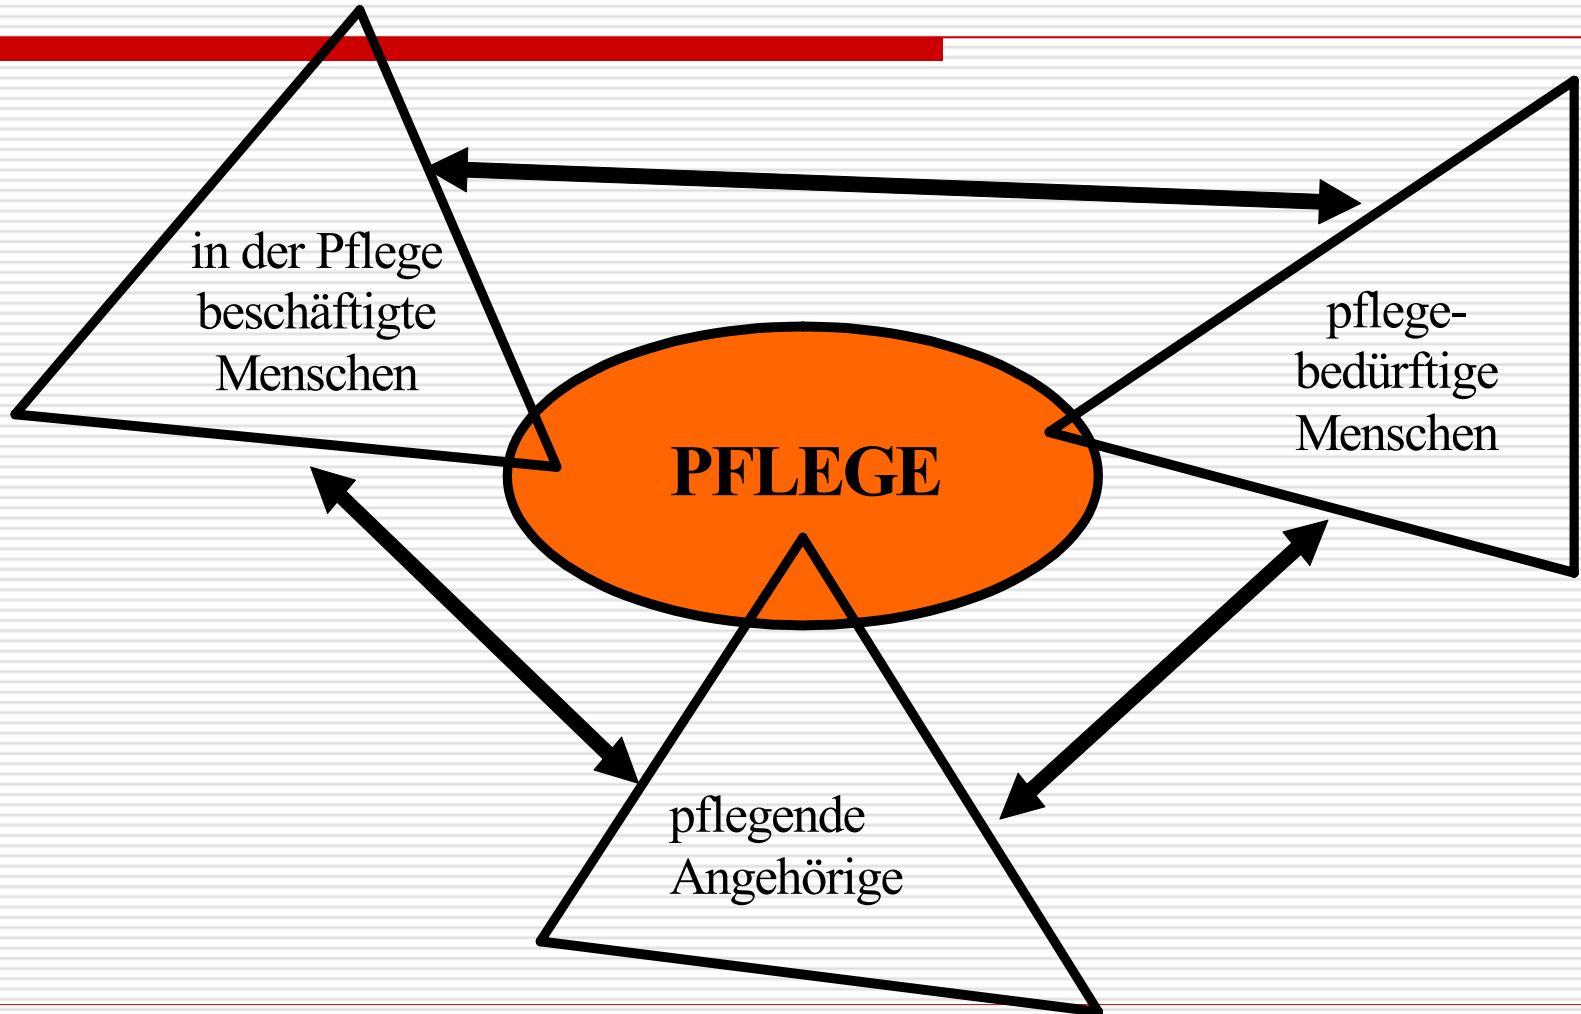 in der Pflege
beschäftigte
Menschen
pflege-
bedürftige
Menschen
PFLEGE
pflegende
Angehörige